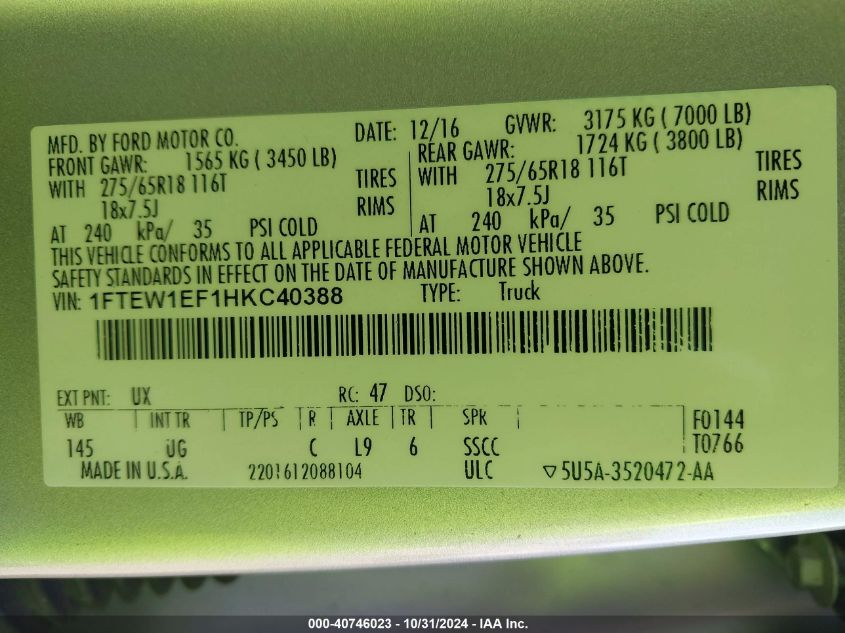 MFD. BY FORD MOTOR CO. DATE: 12/16 GVWR: 3175 KG ( 7000 LB)
FRONT GAWR: 1565 KG ( 3450 LB) REAR GAWR: 1724 KG ( 3800 LB)
WITH 275/65R18 116T TIRES WITH 275/65R18 116T TIRES
18x7.5J RIMS 18x7.5J RIMS
AT 240 kPa/ 35 PSI COLD AT 240 kPa/ 35 PSI COLD
THIS VEHICLE CONFORMS TO ALL APPLICABLE FEDERAL MOTOR VEHICLE
SAFETY STANDARDS IN EFFECT ON THE DATE OF MANUFACTURE SHOWN ABOVE.
VIN: 1FTEW1EF1HKC40388 TYPE: Truck
EXT PNT: UX RC: 47 DSO:
WB INT TR TP/PS R AXLE TR SPK F0144
145 UG C L9 6 SSCC T0766
MADE IN U.S.A. 2201612088104 ULC ▽5U5A-3520472-AA
000-40746023 - 10/31/2024 - IAA Inc.